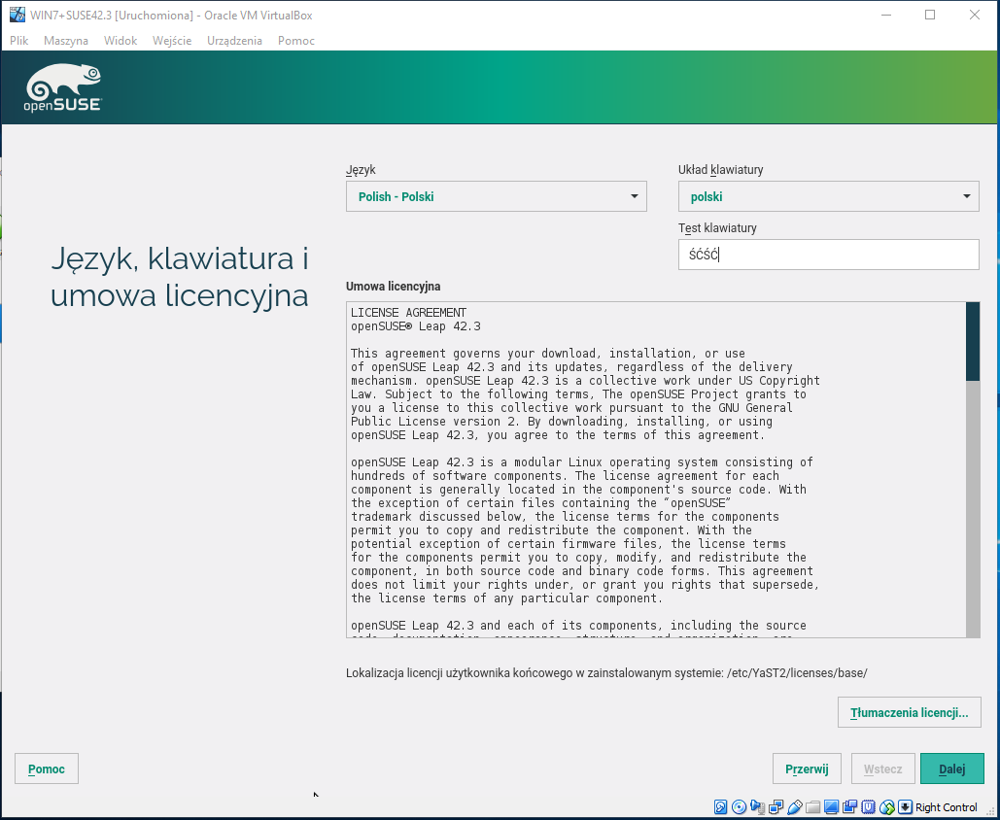 WIN7+SUSE42.3 [Uruchomiona] - Oracle VM VirtualBox
Plik Maszyna Widok Wejście Urządzenia Pomoc
openSUSE
Język, klawiatura i
umowa licencyjna
Język
Polish - Polski
Układ klawiatury
polski
Test klawiatury
śćść
Umowa licencyjna
LICENSE AGREEMENT
openSUSE® Leap 42.3
This agreement governs your download, installation, or use
of openSUSE Leap 42.3 and its updates, regardless of the delivery
mechanism. openSUSE Leap 42.3 is a collective work under US Copyright
Law. Subject to the following terms, The openSUSE Project grants to
you a license to this collective work pursuant to the GNU General
Public License version 2. By downloading, installing, or using
openSUSE Leap 42.3, you agree to the terms of this agreement.
openSUSE Leap 42.3 is a modular Linux operating system consisting of
hundreds of software components. The license agreement for each
component is generally located in the component's source code. With
the exception of certain files containing the “openSUSE”
trademark discussed below, the license terms for the components
permit you to copy and redistribute the component. With the
potential exception of certain firmware files, the license terms
for the components permit you to copy, modify, and redistribute the
component, in both source code and binary code forms. This agreement
does not limit your rights under, or grant you rights that supersede,
the license terms of any particular component.
openSUSE Leap 42.3 and each of its components, including the source
Lokalizacja licencji użytkownika końcowego w zainstalowanym systemie: /etc/YaST2/licenses/base/
Tłumaczenia licencji...
Pomoc
Przerwij
Wstecz
Dalej
Right Control